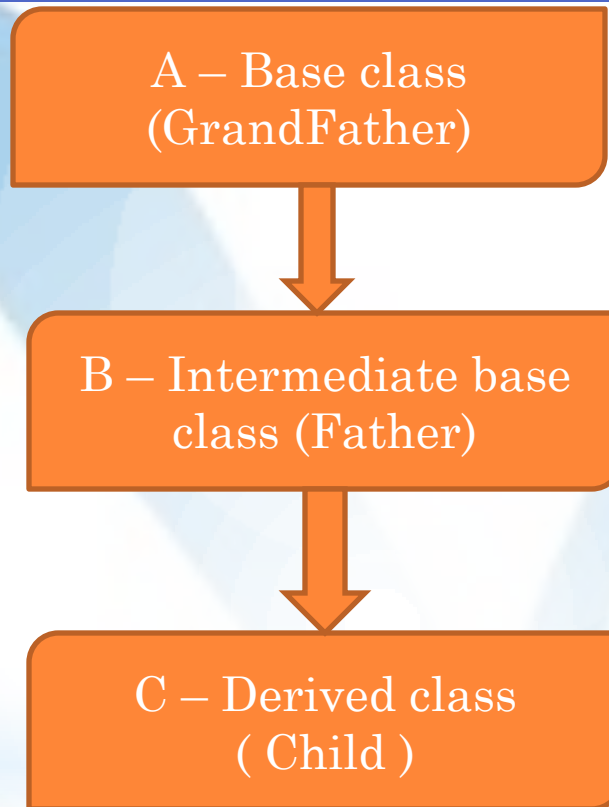 A – Base class
(GrandFather)
B – Intermediate base
class (Father)
C – Derived class
( Child )